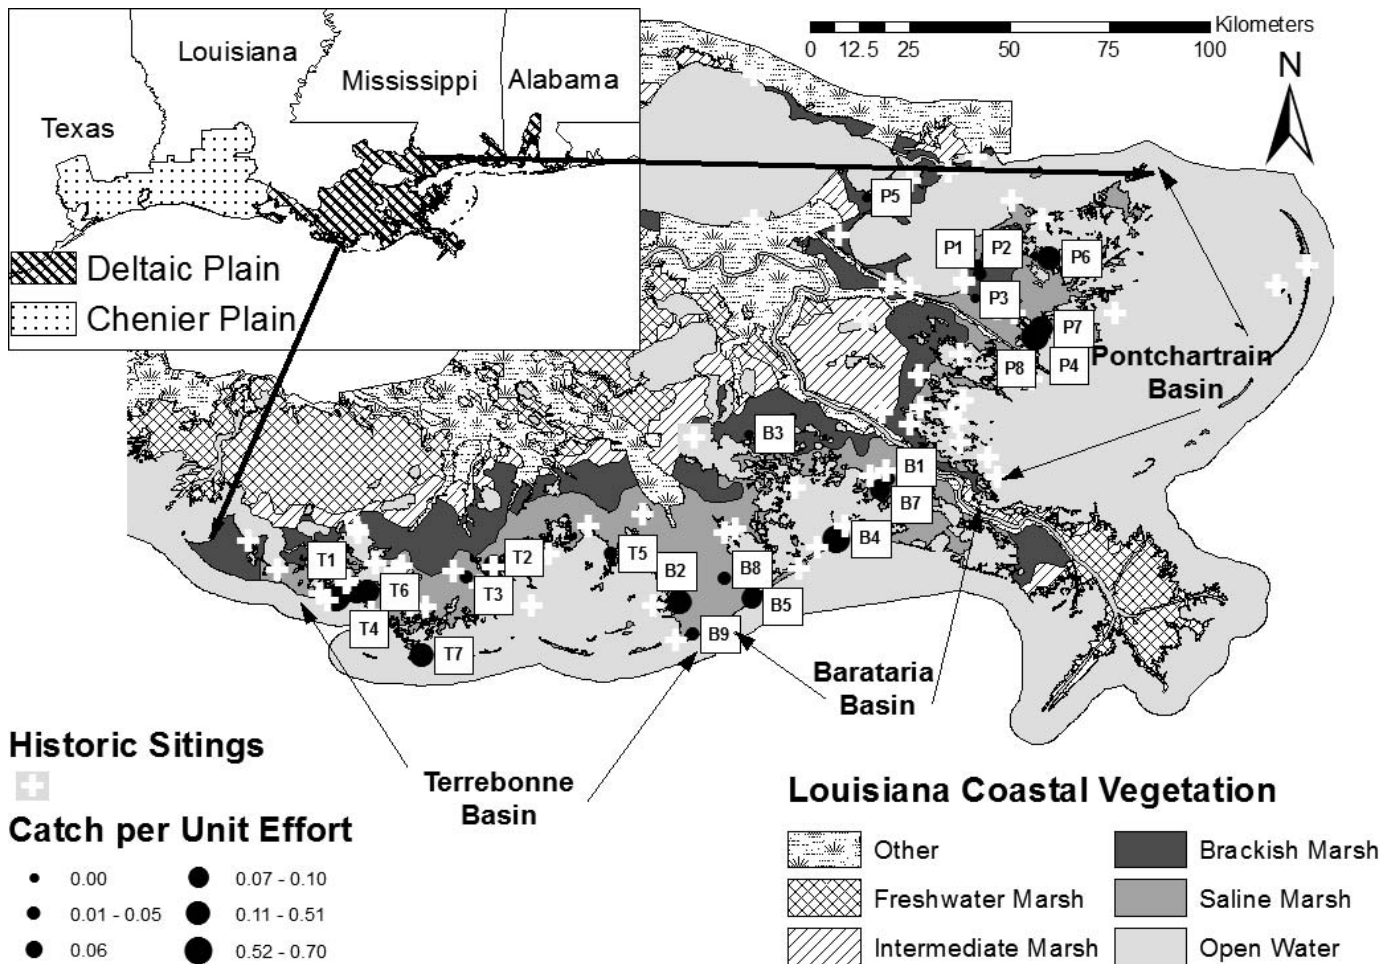 Louisiana
Mississippi
Alabama
Texas
Deltaic Plain
Chenier Plain
Kilometers
0 12.5 25 50 75 100
N
P5
P1
P2
P6
P3
P7
P8
P4
Pontchartrain
Basin
B3
B1
B7
B4
T1
T2
T5
B2
B8
T6
T3
B5
T4
B9
T7
Barataria
Basin
Terrebonne
Basin
Historic Sitings
Catch per Unit Effort
0.00
0.07 - 0.10
0.01 - 0.05
0.11 - 0.51
0.06
0.52 - 0.70
Louisiana Coastal Vegetation
Other
Brackish Marsh
Freshwater Marsh
Saline Marsh
Intermediate Marsh
Open Water